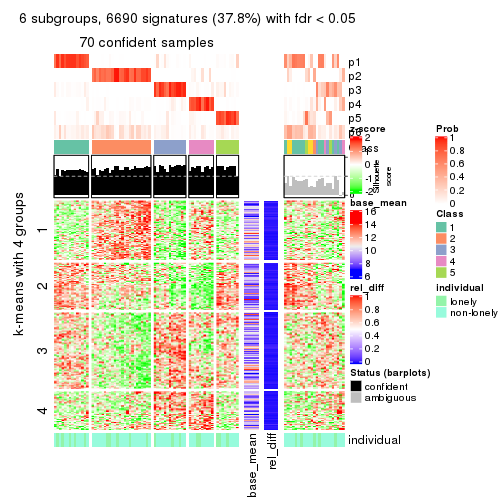 6 subgroups, 6690 signatures (37.8%) with fdr < 0.05
70 confident samples
p1
p2
p3
p4
p5
z-score
2
1
0
-1
-2
Silhouette
score
Prob
1
0.8
0.6
0.4
0.2
0
base_mean
16
14
12
10
8
6
Class
1
2
3
4
5
k-means with 4 groups
1
2
3
4
rel_diff
1
0.8
0.6
0.4
0.2
0
individual
lonely
non-lonely
Status (barplots)
confident
ambiguous
individual
base_mean
rel_diff